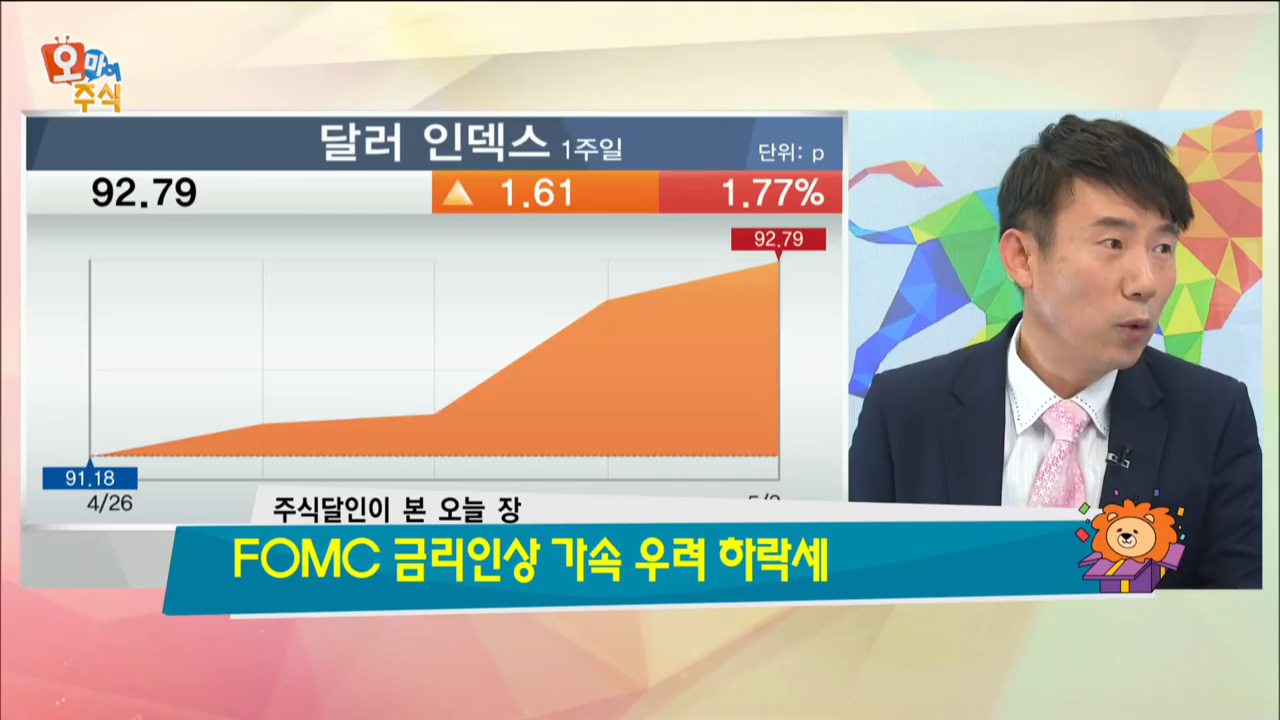 오마이
주식
달러 인덱스 1주일
단위: p
92.79
1.61
1.77%
92.79
91.18
4/26
주식달인이 본 오늘 장
FOMC 금리인상 가속 우려 하락세